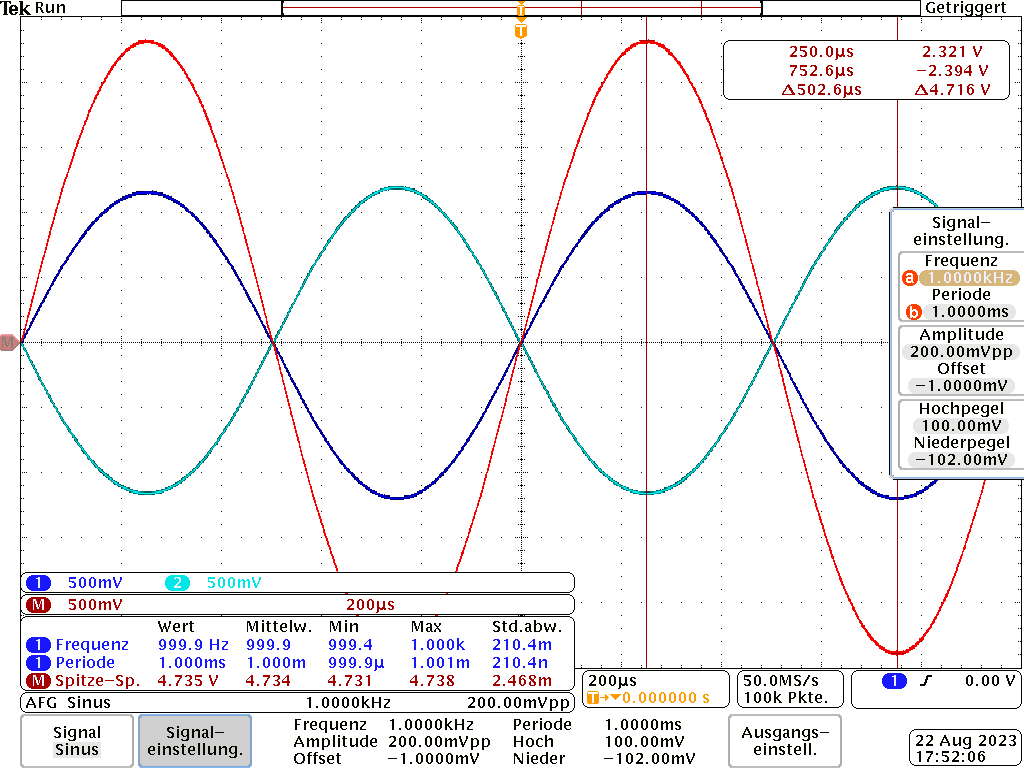 Tek Run
T
Getriggert
T
250.0µs 2.321 V
752.6µs −2.394 V
Δ502.6µs Δ4.716 V
Signal−
einstellung.
Frequenz
a 1.0000kHz
Periode
b 1.0000ms
Amplitude
200.00mVpp
Offset
−1.0000mV
Hochpegel
100.00mV
Niederpegel
−102.00mV
M
1 500mV 2 500mV
M 500mV 200µs
Wert Mittelw. Min Max Std.abw.
1 Frequenz 999.9 Hz 999.9 999.4 1.000k 210.4m
1 Periode 1.000ms 1.000m 999.9µ 1.001m 210.4n
M Spitze−Sp. 4.735 V 4.734 4.731 4.738 2.468m
200µs
T→▼0.000000 s
50.0MS/s
100k Pkte.
1 0.00 V
AFG Sinus 1.0000kHz 200.00mVpp
Signal
Sinus
Signal−
einstellung.
Frequenz 1.0000kHz Periode 1.0000ms
Amplitude 200.00mVpp Hoch 100.00mV
Offset −1.0000mV Nieder −102.00mV
Ausgangs−
einstell.
22 Aug 2023
17:52:06